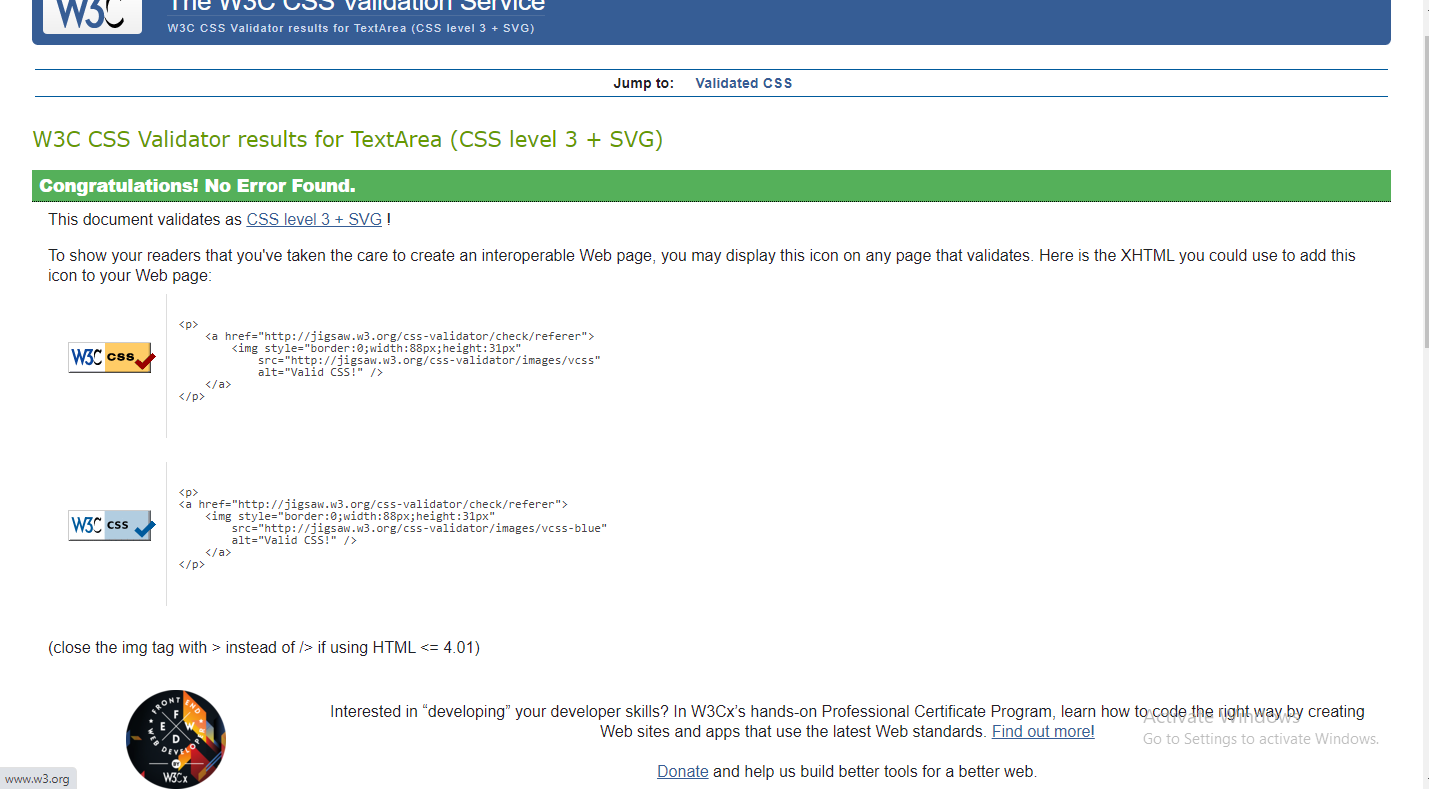 W3C
The W3C CSS Validation Service
W3C CSS Validator results for TextArea (CSS level 3 + SVG)
Jump to: Validated CSS
W3C CSS Validator results for TextArea (CSS level 3 + SVG)
Congratulations! No Error Found.
This document validates as CSS level 3 + SVG !
To show your readers that you've taken the care to create an interoperable Web page, you may display this icon on any page that validates. Here is the XHTML you could use to add this
icon to your Web page:
W3C css
<p>
<a href="http://jigsaw.w3.org/css-validator/check/referer">
<img style="border:0;width:88px;height:31px"
src="http://jigsaw.w3.org/css-validator/images/vcss"
alt="Valid CSS!" />
</a>
</p>
W3C css
<p>
<a href="http://jigsaw.w3.org/css-validator/check/referer">
<img style="border:0;width:88px;height:31px"
src="http://jigsaw.w3.org/css-validator/images/vcss-blue"
alt="Valid CSS!" />
</a>
</p>
(close the img tag with > instead of /> if using HTML <= 4.01)
FRONT END
F E W D
WEB DEVELOPER
BY
W3Cx
Interested in “developing” your developer skills? In W3Cx’s hands-on Professional Certificate Program, learn how to code the right way by creating
Web sites and apps that use the latest Web standards. Find out more!
Donate and help us build better tools for a better web.
Activate Windows
Go to Settings to activate Windows.
www.w3.org